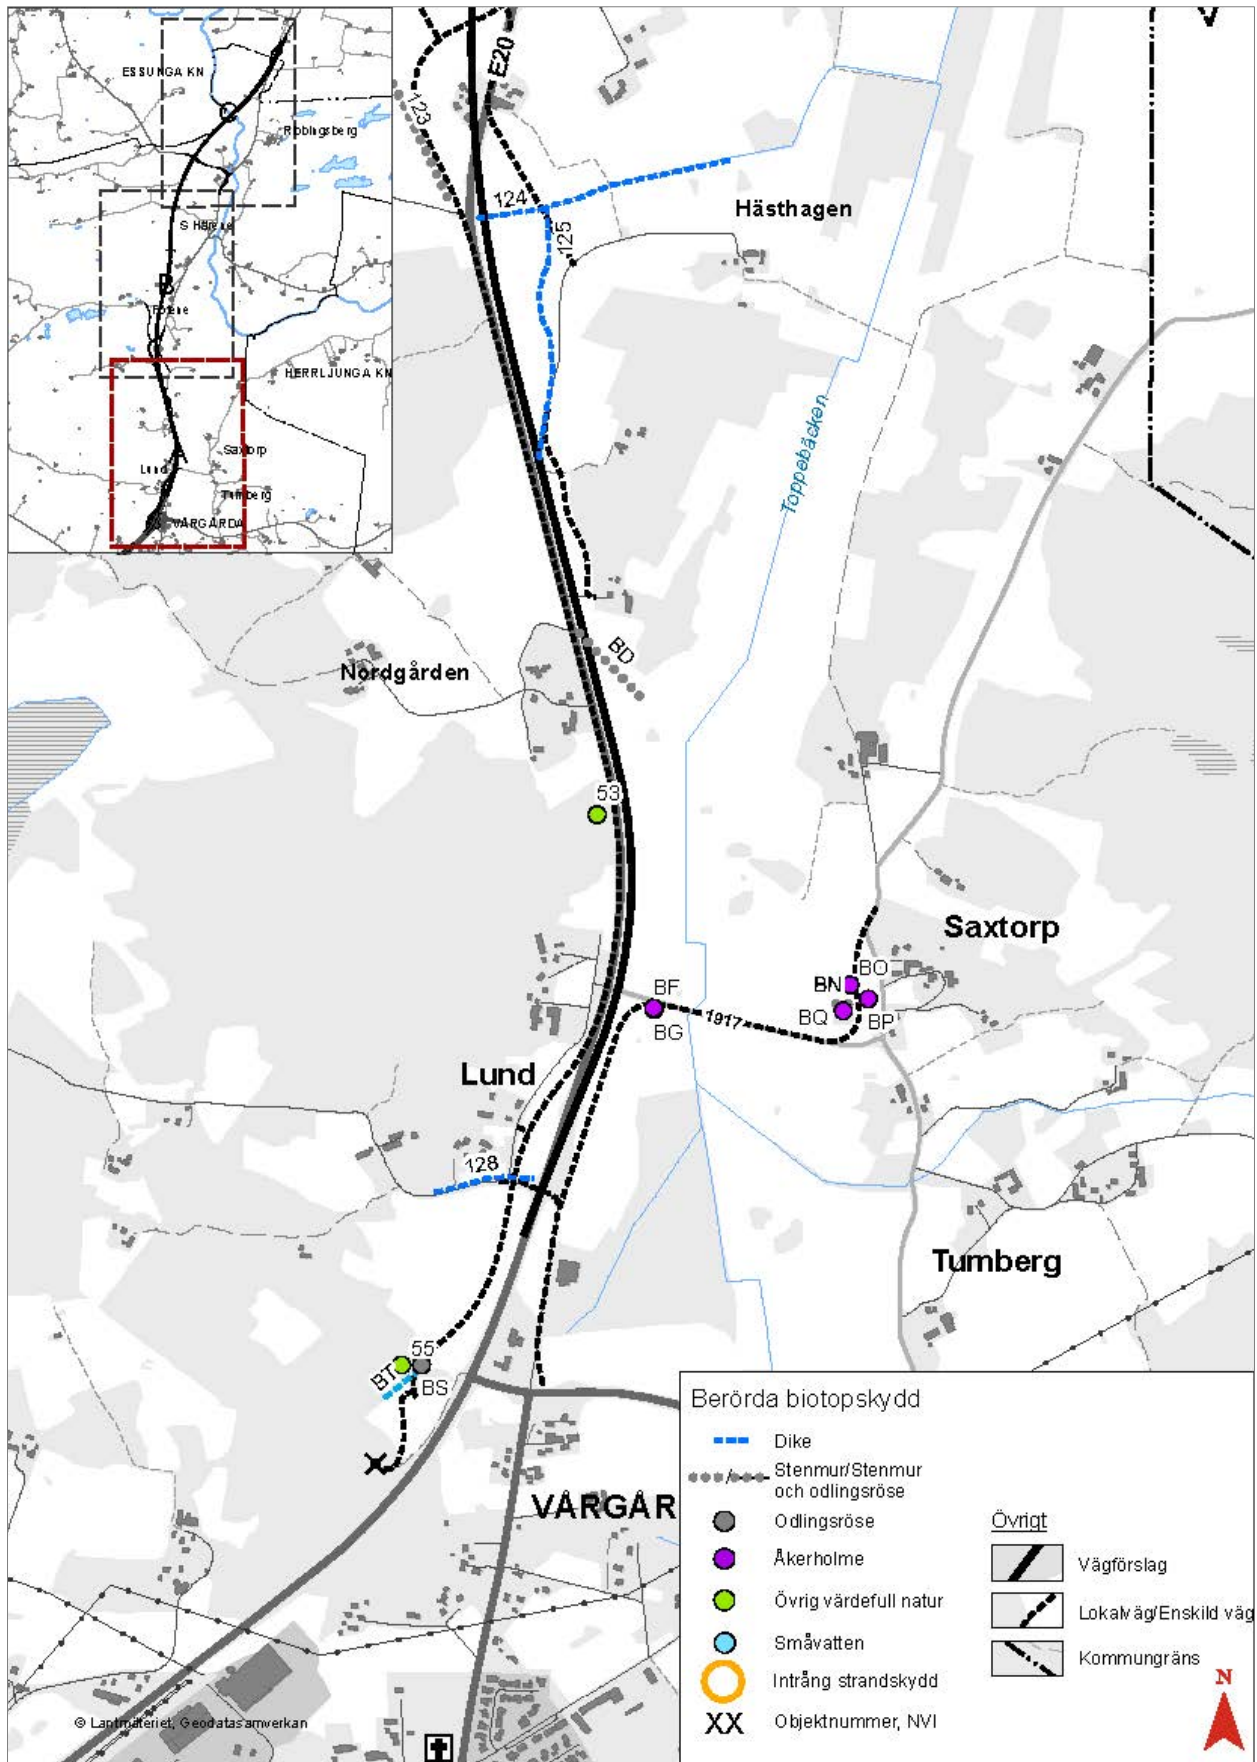 ESSUNGA KN
Ribbingsberg
S Härene
Fötene
HERRLJUNGA KN
Lund
Saxtorp
Tumberg
VÅRGÅRDA
E20
123
124
125
Hästhagen
Toppebäcken
BD
Nordgården
53
Saxtorp
BN
BO
BF
BG
1917
BQ
BP
Lund
128
Tumberg
55
BT
BS
VÅRGÅR
Berörda biotopskydd
Dike
Stenmur/Stenmur
och odlingsröse
Odlingsröse
Åkerholme
Övrig värdefull natur
Småvatten
Intrång strandskydd
XX Objektnummer, NVI
Övrigt
Vägförslag
Lokalväg/Enskild väg
Kommungräns
N
© Lantmäteriet, Geodatasamverkan